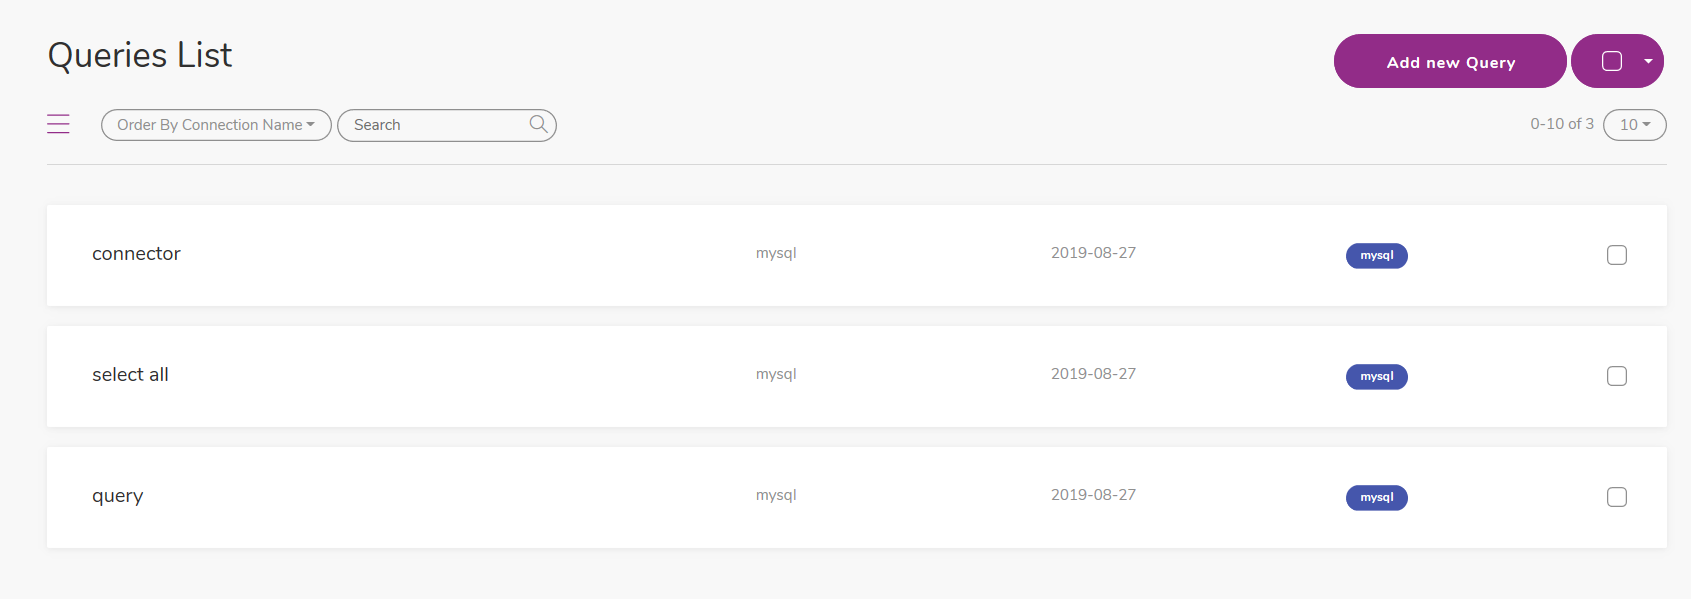 Queries List
Add new Query
Order By Connection Name
Search
0-10 of 3
10
connector mysql 2019-08-27 mysql
select all mysql 2019-08-27 mysql
query mysql 2019-08-27 mysql